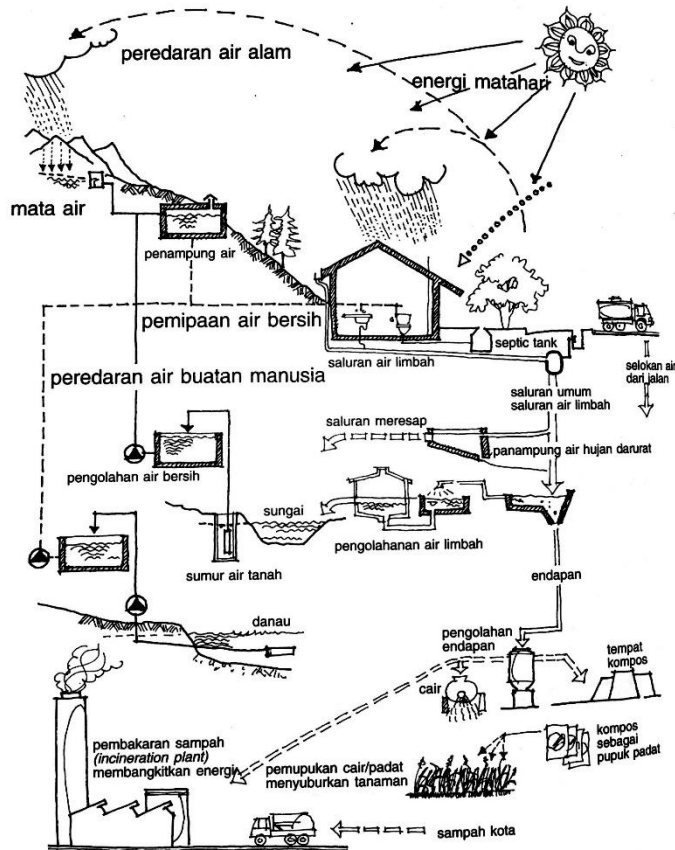 peredaran air alam
energi matahari
mata air
penampung air
pemipaan air bersih
saluran air limbah
septic tank
selokan air
dari jalan
peredaran air buatan manusia
saluran umum
saluran air limbah
saluran meresap
panampung air hujan darurat
pengolahan air bersih
sungai
pengolahanan air limbah
sumur air tanah
endapan
danau
pengolahan
endapan
tempat
kompos
cair
pembakaran sampah
(incineration plant)
membangkitkan energi
pemupukan cair/padat
menyuburkan tanaman
kompos
sebagai
pupuk padat
sampah kota